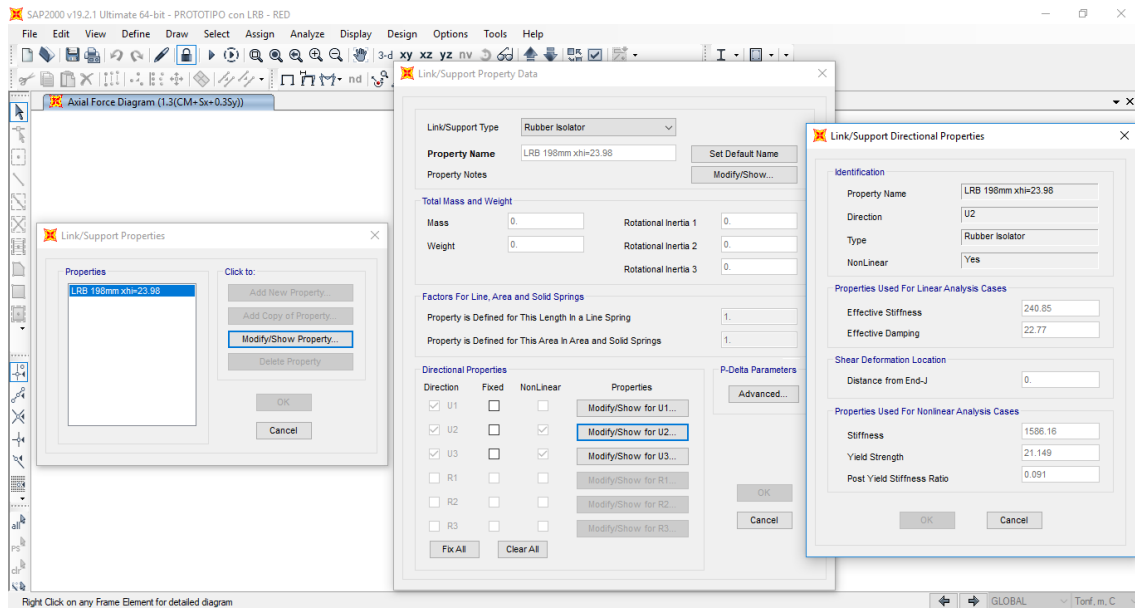 SAP2000 v19.2.1 Ultimate 64-bit - PROTOTIPO con LRB - RED
File Edit View Define Draw Select Assign Analyze Display Design Options Tools Help
3-d xy xz yz nv
nd
Axial Force Diagram (1.3(CM+Sx+0.3Sy))
Link/Support Properties
Properties
LRB 198mm xhi=23.98
Click to:
Add New Property...
Add Copy of Property...
Modify/Show Property...
Delete Property
OK
Cancel
Link/Support Property Data
Link/Support Type Rubber Isolator
Property Name LRB 198mm xhi=23.98 Set Default Name
Property Notes Modify/Show...
Total Mass and Weight
Mass 0. Rotational Inertia 1 0.
Weight 0. Rotational Inertia 2 0.
Rotational Inertia 3 0.
Factors For Line, Area and Solid Springs
Property is Defined for This Length In a Line Spring 1.
Property is Defined for This Area In Area and Solid Springs 1.
Directional Properties
Direction Fixed NonLinear Properties
U1 Modify/Show for U1...
U2 Modify/Show for U2...
U3 Modify/Show for U3...
R1 Modify/Show for R1...
R2 Modify/Show for R2...
R3 Modify/Show for R3...
Fix All Clear All
P-Delta Parameters
Advanced...
OK
Cancel
Link/Support Directional Properties
Identification
Property Name LRB 198mm xhi=23.98
Direction U2
Type Rubber Isolator
NonLinear Yes
Properties Used For Linear Analysis Cases
Effective Stiffness 240.85
Effective Damping 22.77
Shear Deformation Location
Distance from End-J 0.
Properties Used For Nonlinear Analysis Cases
Stiffness 1586.16
Yield Strength 21.149
Post Yield Stiffness Ratio 0.091
OK Cancel
all
ps
clr
Right Click on any Frame Element for detailed diagram
GLOBAL Tonf, m, C